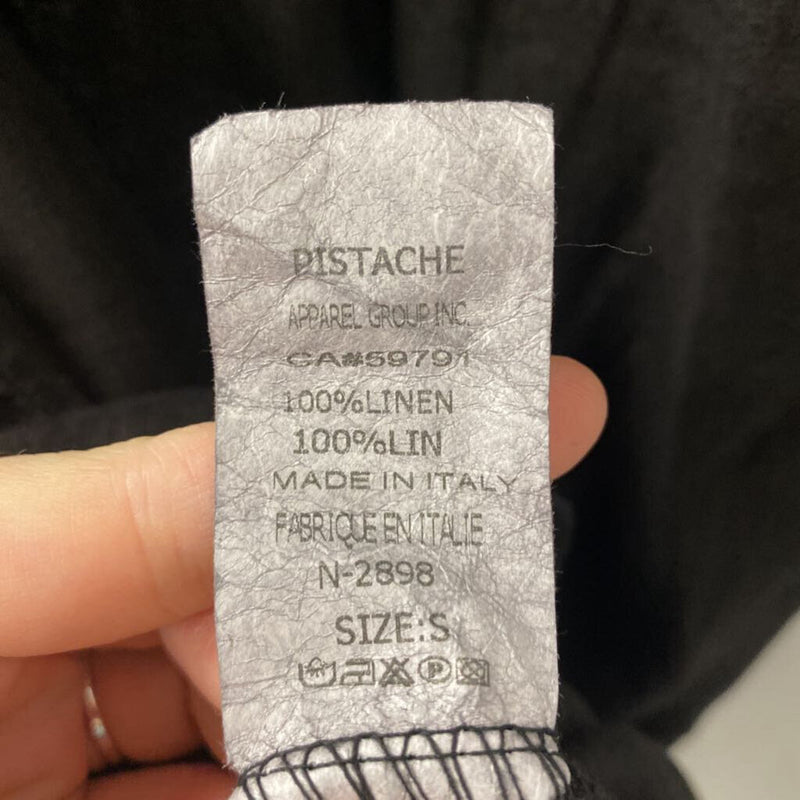 PISTACHE
APPAREL GROUP INC.
CA#59791
100%LINEN
100%LIN
MADE IN ITALY
FABRIQUE EN ITALIE
N-2898
SIZE:S
P